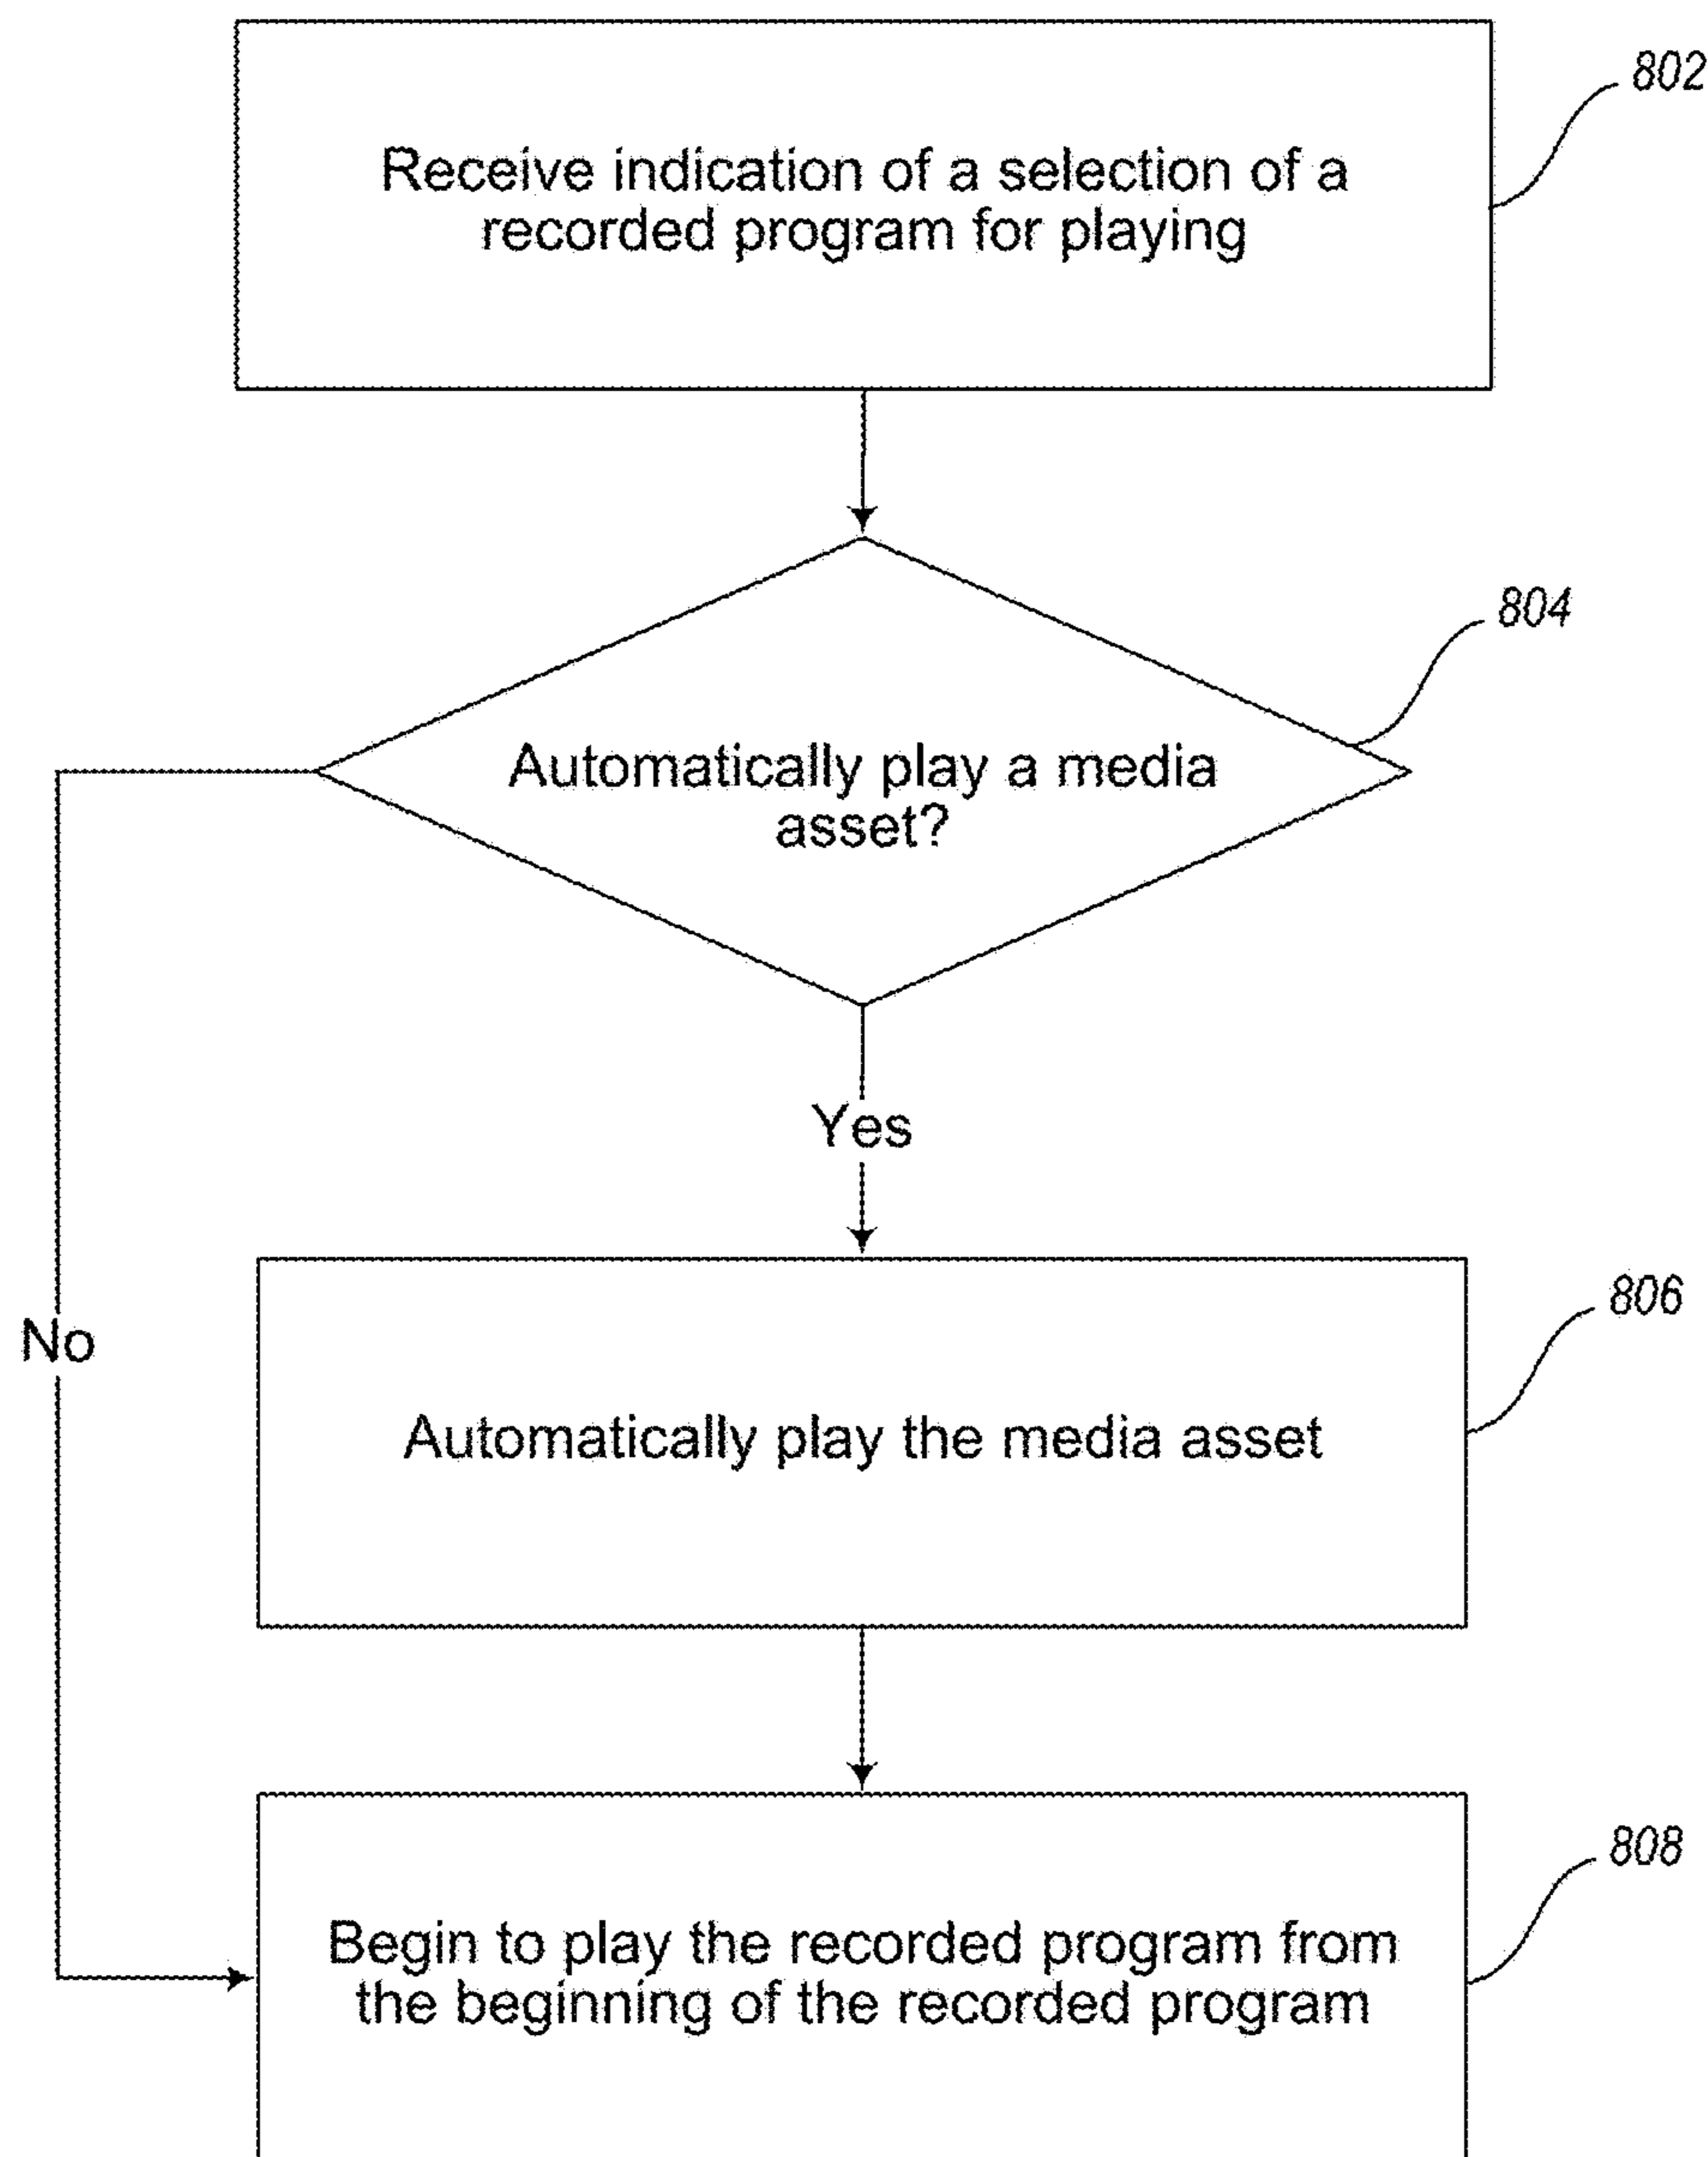 802
Receive indication of a selection of a
recorded program for playing
804
Automatically play a media
asset?
Yes
No
806
Automatically play the media asset
808
Begin to play the recorded program from
the beginning of the recorded program